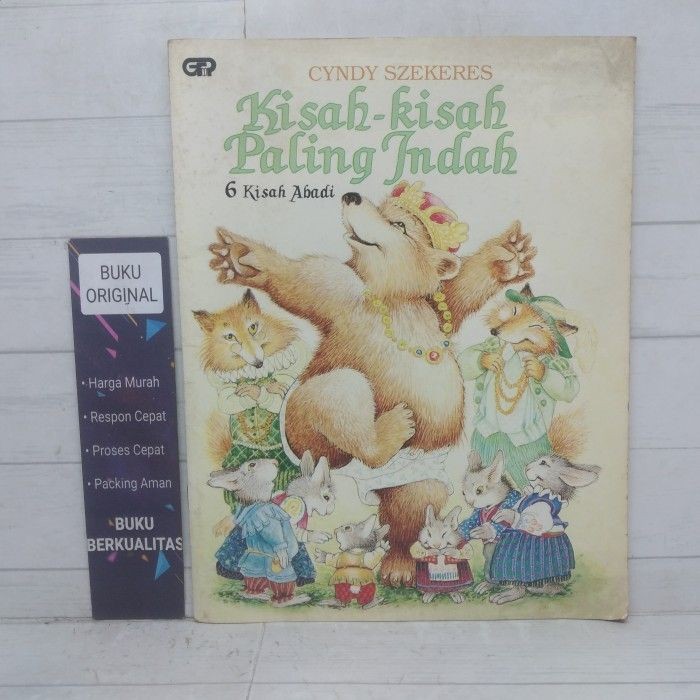 GFP
CYNDY SZEKERES
Kisah-kisah
Paling Indah
6 Kisah Abadi
BUKU
ORIGINAL
• Harga Murah
• Respon Cepat
• Proses Cepat
• Packing Aman
BUKU
BERKUALITAS